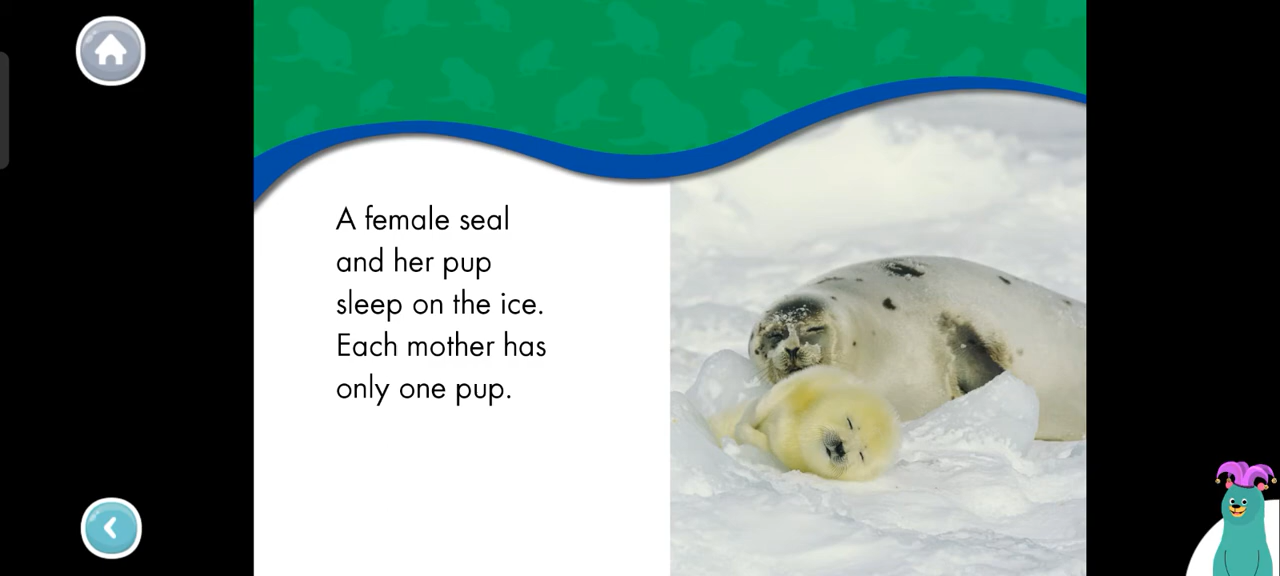 A female seal
and her pup
sleep on the ice.
Each mother has
only one pup.